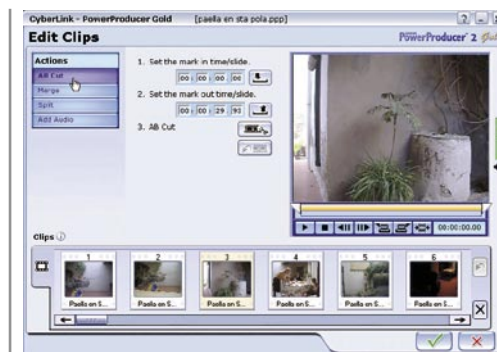 CyberLink - PowerProducer Gold [paella en sta pola.ppp]
Edit Clips
PowerProducer 2 Gold
Actions
AB Cut
Merge
Split
Add Audio
1. Set the mark in time/slide.
00 : 00 : 00 : 00
2. Set the mark out time/slide.
00 : 00 : 29 : 93
3. AB Cut
00:00:00.00
Clips
1 2 3 4 5 6
Paella en S... Paella en S... Paella en S... Paella en S... Paella en S... Paella en S...